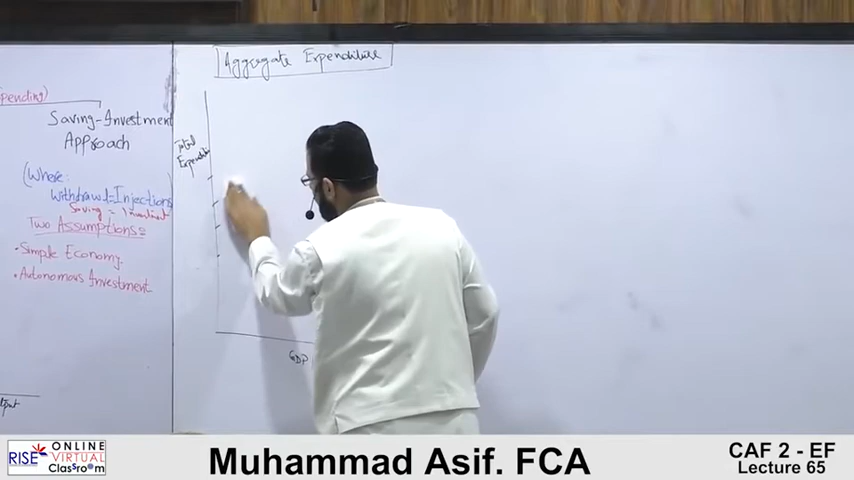 Aggregate Expenditure
pending)
Saving-Investment
Approach
(Where:
withdrawl=Injections
Saving = Investment
Two Assumptions:
• Simple Economy.
• Autonomous Investment
Total
Expenditure
GDP
RISE
ONLINE
VIRTUAL
Classroom
Muhammad Asif. FCA
CAF 2 - EF
Lecture 65